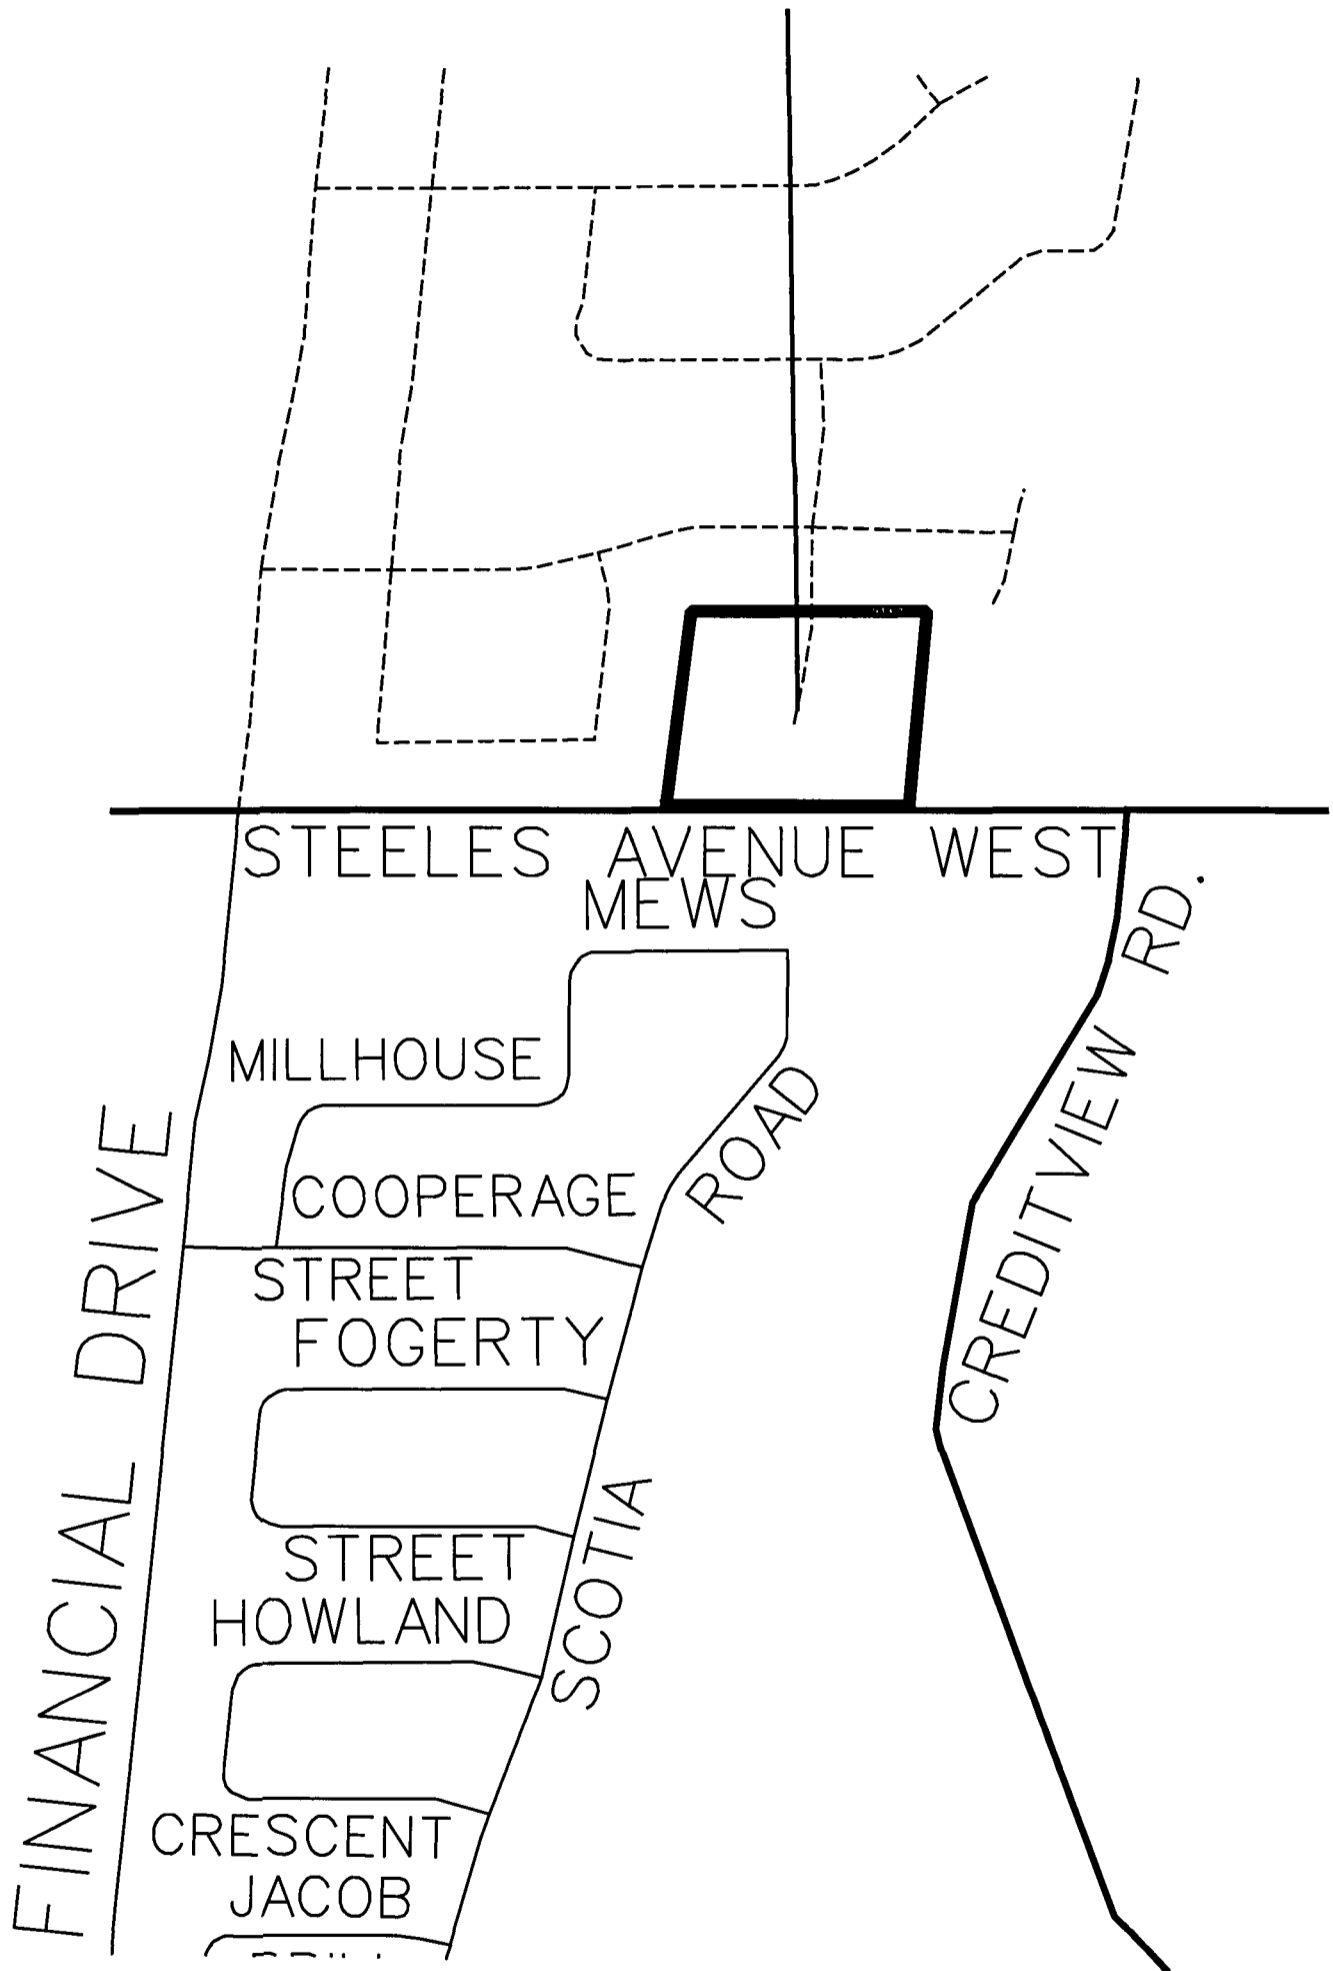 STEELES AVENUE WEST
MEWS
RD.
MILLHOUSE
ROAD
CREDITVIEW
COOPERAGE
STREET
FOGERTY
FINANCIAL DRIVE
STREET
SCOTIA
HOWLAND
CRESCENT
JACOB